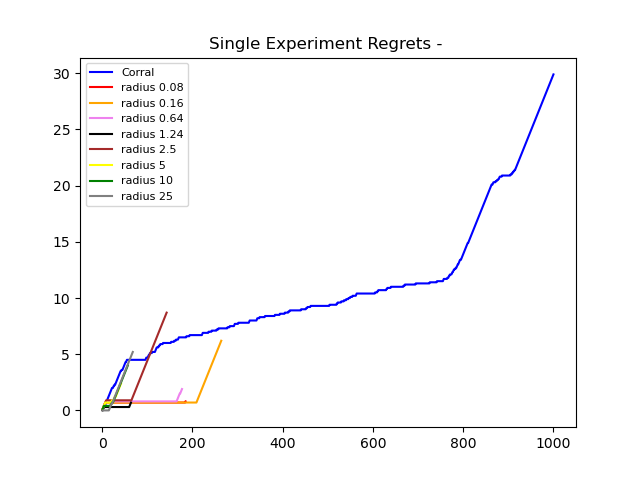 Single Experiment Regrets -
30
25
20
15
10
5
0
Corral
radius 0.08
radius 0.16
radius 0.64
radius 1.24
radius 2.5
radius 5
radius 10
radius 25
0 200 400 600 800 1000